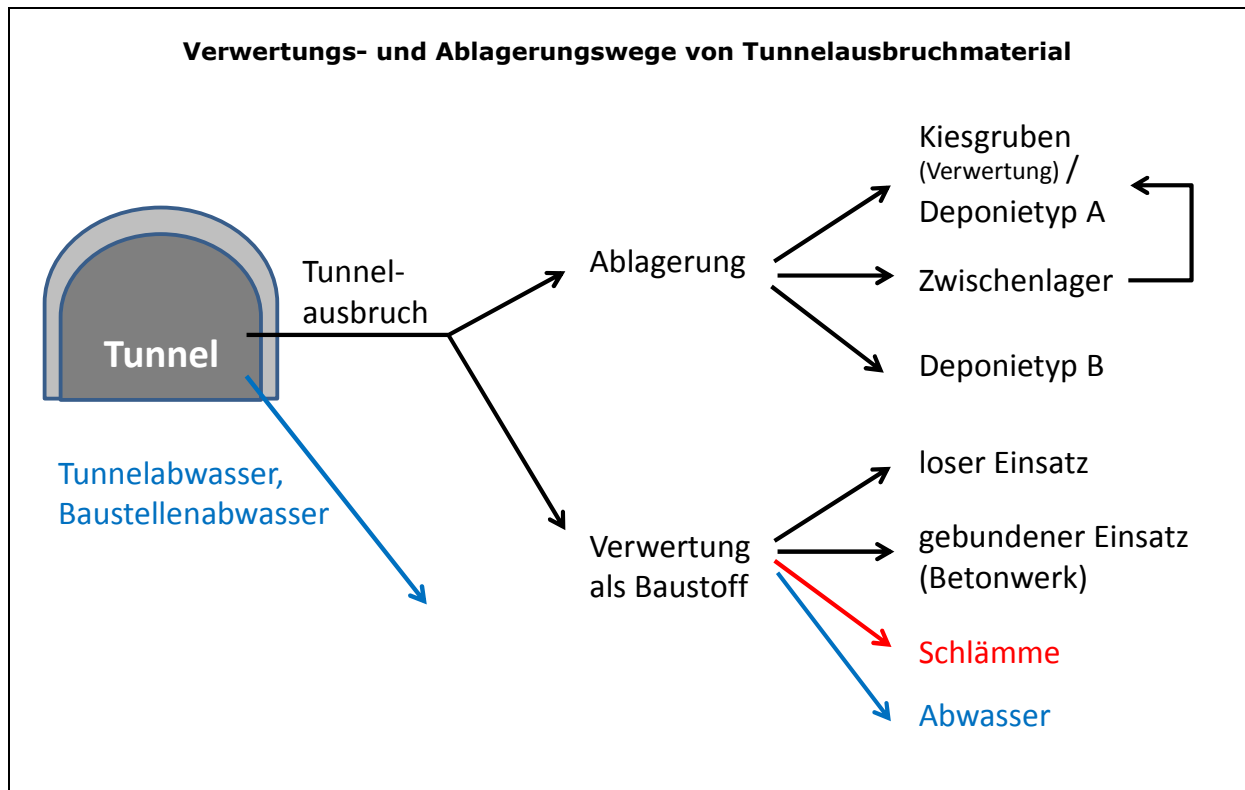 Verwertungs- und Ablagerungswege von Tunnelausbruchmaterial
Tunnel
Tunnel-
ausbruch
Tunnelabwasser,
Baustellenabwasser
Ablagerung
Kiesgruben
(Verwertung) /
Deponietyp A
Zwischenlager
Deponietyp B
Verwertung
als Baustoff
loser Einsatz
gebundener Einsatz
(Betonwerk)
Schlämme
Abwasser